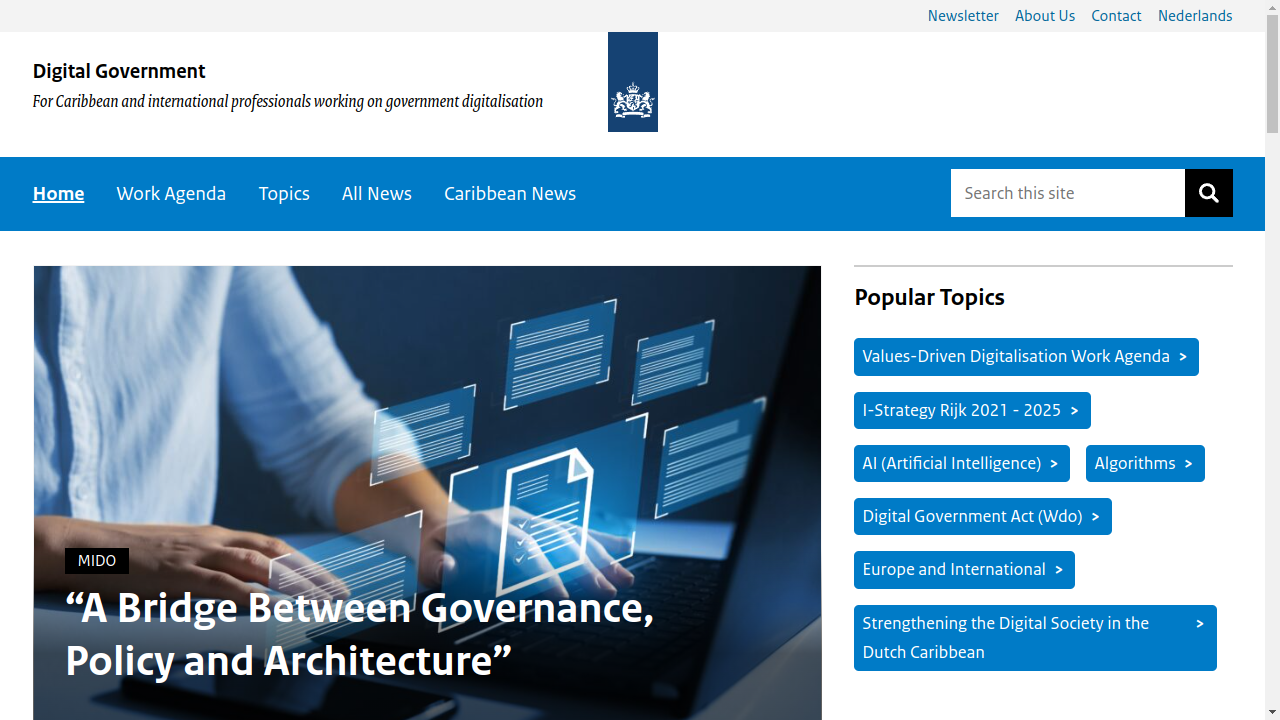 Newsletter About Us Contact Nederlands
Digital Government
For Caribbean and international professionals working on government digitalisation
Home Work Agenda Topics All News Caribbean News
Search this site
MIDO
“A Bridge Between Governance,
Policy and Architecture”
Popular Topics
Values-Driven Digitalisation Work Agenda >
I-Strategy Rijk 2021 - 2025 >
AI (Artificial Intelligence) > Algorithms >
Digital Government Act (Wdo) >
Europe and International >
Strengthening the Digital Society in the >
Dutch Caribbean